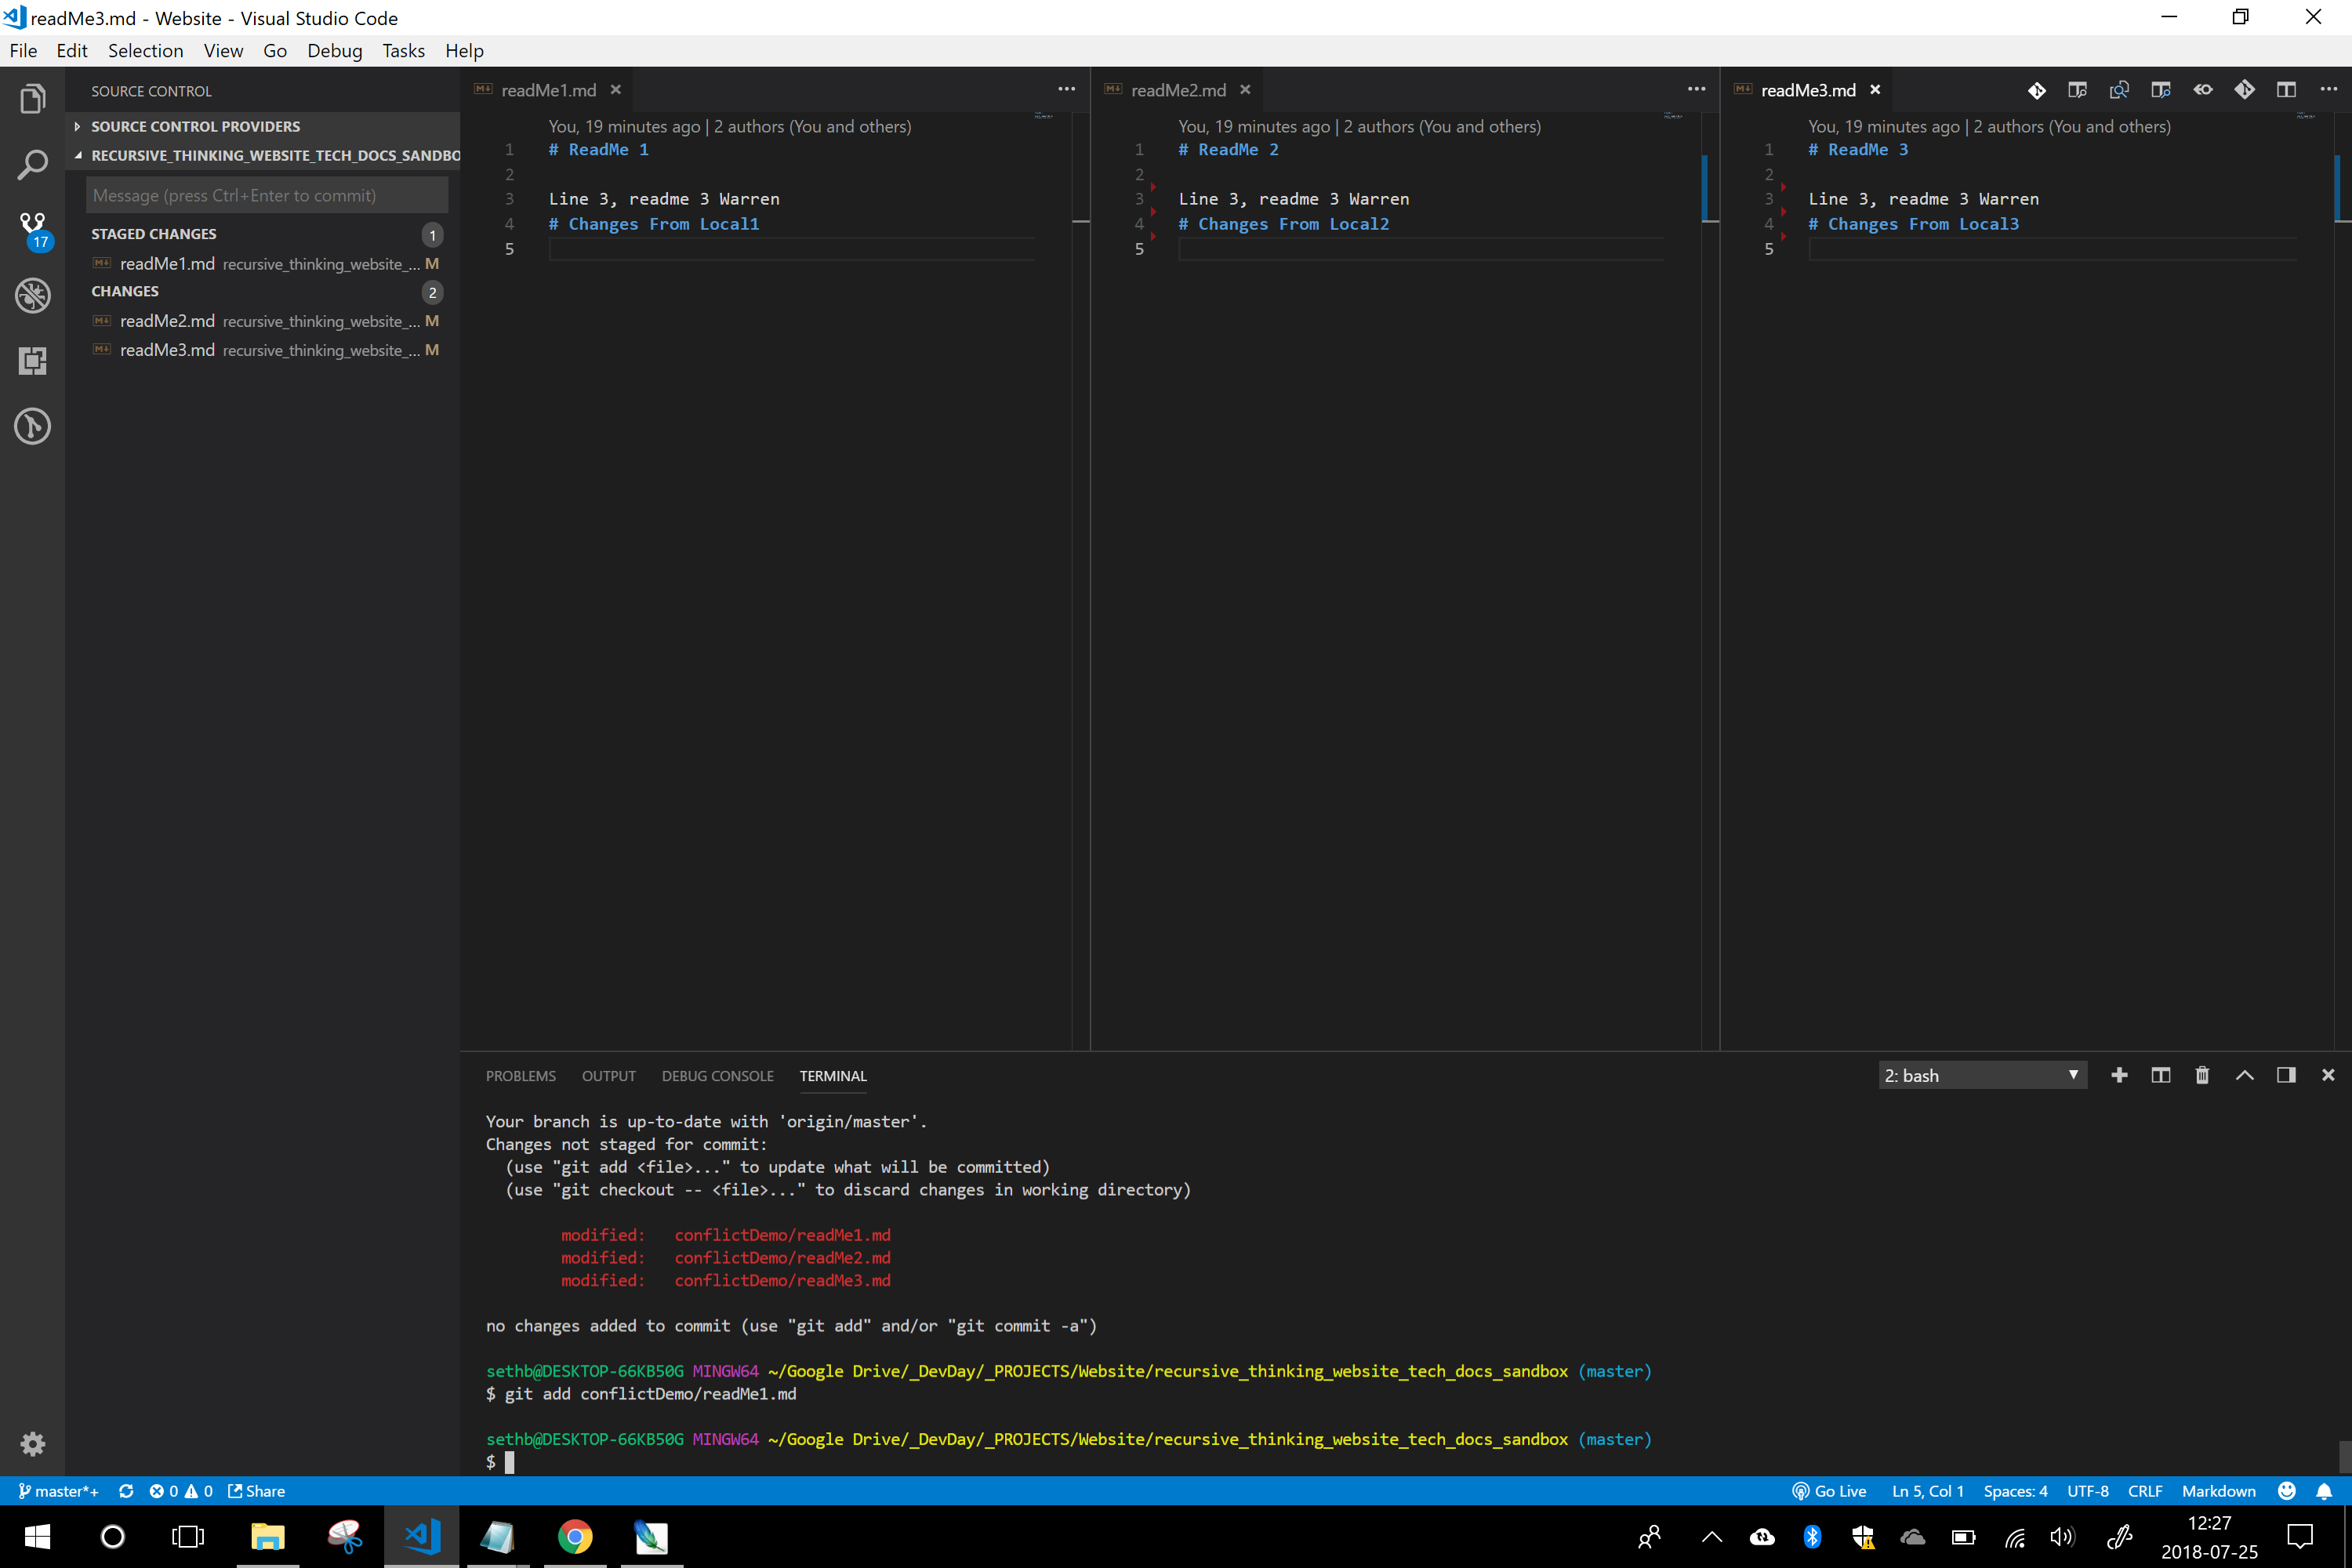 readMe3.md - Website - Visual Studio Code
File Edit Selection View Go Debug Tasks Help
SOURCE CONTROL
SOURCE CONTROL PROVIDERS
RECURSIVE_THINKING_WEBSITE_TECH_DOCS_SANDBO
Message (press Ctrl+Enter to commit)
STAGED CHANGES 1
readMe1.md recursive_thinking_website_... M
CHANGES 2
readMe2.md recursive_thinking_website_... M
readMe3.md recursive_thinking_website_... M
17
readMe1.md
You, 19 minutes ago | 2 authors (You and others)
1 # ReadMe 1
2
3 Line 3, readme 3 Warren
4 # Changes From Local1
5
readMe2.md
You, 19 minutes ago | 2 authors (You and others)
1 # ReadMe 2
2
3 Line 3, readme 3 Warren
4 # Changes From Local2
5
readMe3.md
You, 19 minutes ago | 2 authors (You and others)
1 # ReadMe 3
2
3 Line 3, readme 3 Warren
4 # Changes From Local3
5
PROBLEMS OUTPUT DEBUG CONSOLE TERMINAL
2: bash
Your branch is up-to-date with 'origin/master'.
Changes not staged for commit:
(use "git add <file>..." to update what will be committed)
(use "git checkout -- <file>..." to discard changes in working directory)
modified: conflictDemo/readMe1.md
modified: conflictDemo/readMe2.md
modified: conflictDemo/readMe3.md
no changes added to commit (use "git add" and/or "git commit -a")
sethb@DESKTOP-66KB50G MINGW64 ~/Google Drive/_DevDay/_PROJECTS/Website/recursive_thinking_website_tech_docs_sandbox (master)
$ git add conflictDemo/readMe1.md
sethb@DESKTOP-66KB50G MINGW64 ~/Google Drive/_DevDay/_PROJECTS/Website/recursive_thinking_website_tech_docs_sandbox (master)
$
master*+ 0 0 Share Go Live Ln 5, Col 1 Spaces: 4 UTF-8 CRLF Markdown
12:27
2018-07-25